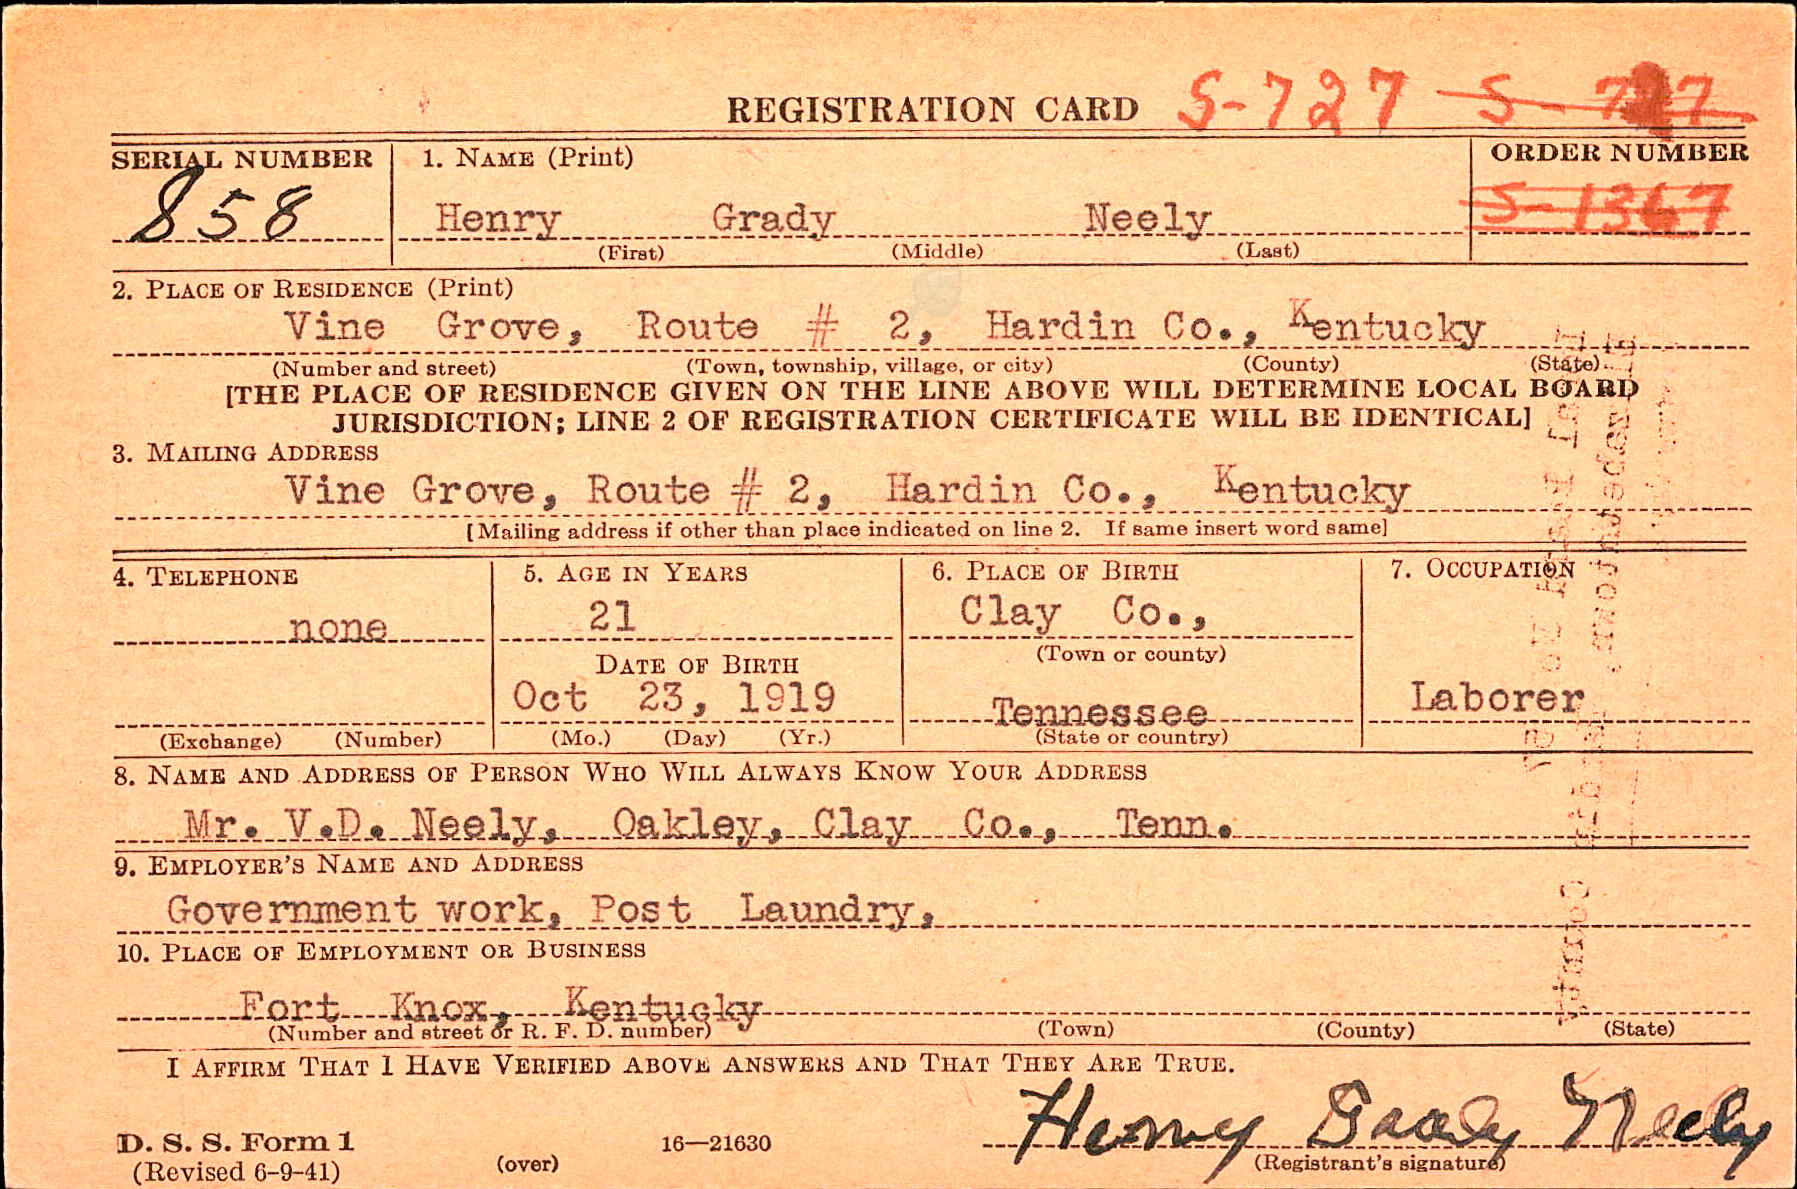 REGISTRATION CARD S-727 S-727
SERIAL NUMBER 1. NAME (Print) ORDER NUMBER
858 Henry Grady Neely S-1367
(First) (Middle) (Last)
2. PLACE OF RESIDENCE (Print)
Vine Grove, Route # 2, Hardin Co., Kentucky
(Number and street) (Town, township, village, or city) (County) (State)
[THE PLACE OF RESIDENCE GIVEN ON THE LINE ABOVE WILL DETERMINE LOCAL BOARD
JURISDICTION; LINE 2 OF REGISTRATION CERTIFICATE WILL BE IDENTICAL]
3. MAILING ADDRESS
Vine Grove, Route # 2, Hardin Co., Kentucky
[Mailing address if other than place indicated on line 2. If same insert word same]
4. TELEPHONE 5. AGE IN YEARS 6. PLACE OF BIRTH 7. OCCUPATION
none 21 Clay Co.,
DATE OF BIRTH (Town or county)
Oct 23, 1919 Tennessee Laborer
(Exchange) (Number) (Mo.) (Day) (Yr.) (State or country)
8. NAME AND ADDRESS OF PERSON WHO WILL ALWAYS KNOW YOUR ADDRESS
Mr. V.D. Neely, Oakley, Clay Co., Tenn.
9. EMPLOYER'S NAME AND ADDRESS
Government work, Post Laundry,
10. PLACE OF EMPLOYMENT OR BUSINESS
Fort Knox, Kentucky
(Number and street or R. F. D. number) (Town) (County) (State)
I AFFIRM THAT I HAVE VERIFIED ABOVE ANSWERS AND THAT THEY ARE TRUE.
Henry Grady Neely
D. S. S. Form 1 16—21630
(Revised 6-9-41) (over) (Registrant's signature)